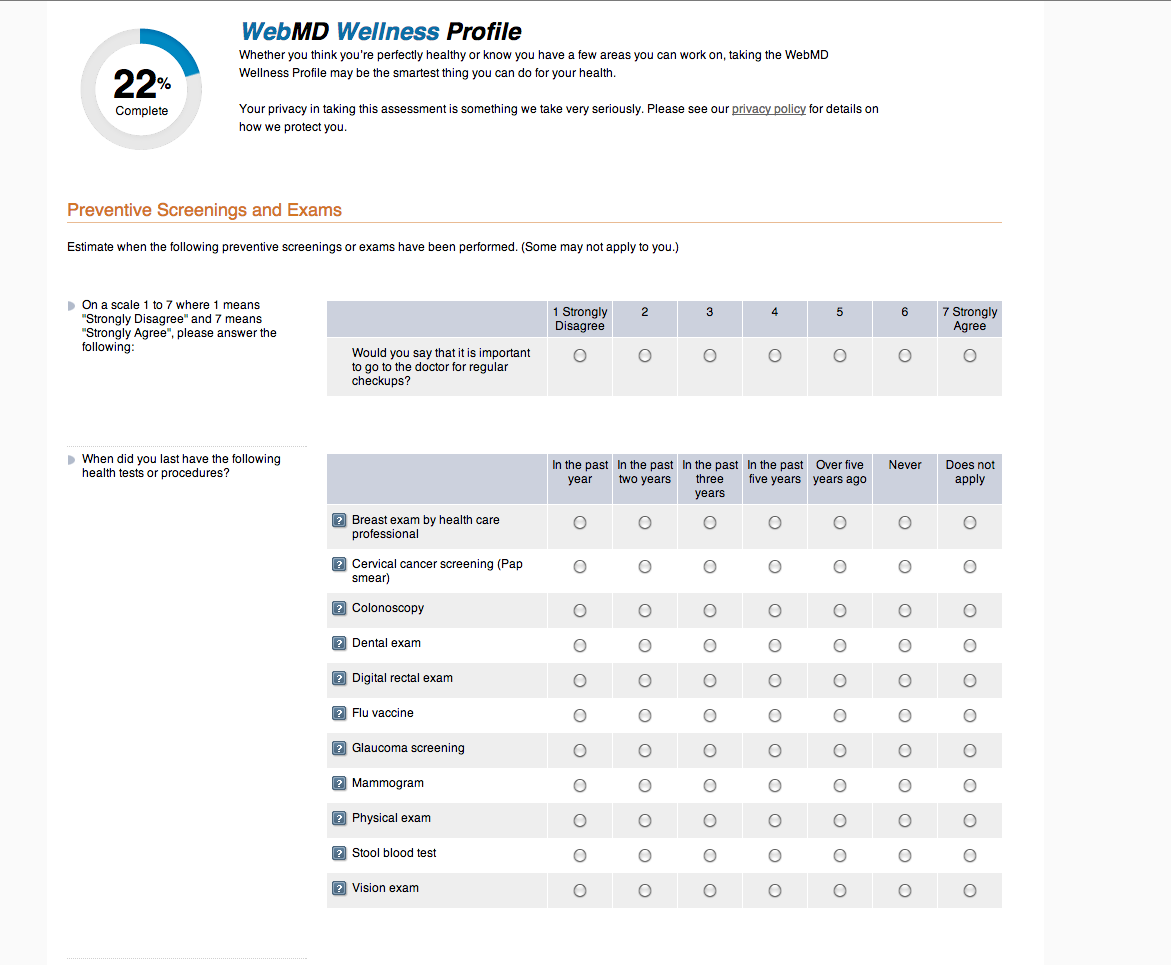 22%
Complete
WebMD Wellness Profile
Whether you think you're perfectly healthy or know you have a few areas you can work on, taking the WebMD
Wellness Profile may be the smartest thing you can do for your health.
Your privacy in taking this assessment is something we take very seriously. Please see our privacy policy for details on
how we protect you.
Preventive Screenings and Exams
Estimate when the following preventive screenings or exams have been performed. (Some may not apply to you.)
On a scale 1 to 7 where 1 means
"Strongly Disagree" and 7 means
"Strongly Agree", please answer the
following:
1 Strongly 2 3 4 5 6 7 Strongly
Disagree Agree
Would you say that it is important
to go to the doctor for regular
checkups?
When did you last have the following
health tests or procedures?
In the past In the past In the past In the past Over five Never Does not
year two years three five years years ago apply
years
? Breast exam by health care
professional
? Cervical cancer screening (Pap
smear)
? Colonoscopy
? Dental exam
? Digital rectal exam
? Flu vaccine
? Glaucoma screening
? Mammogram
? Physical exam
? Stool blood test
? Vision exam